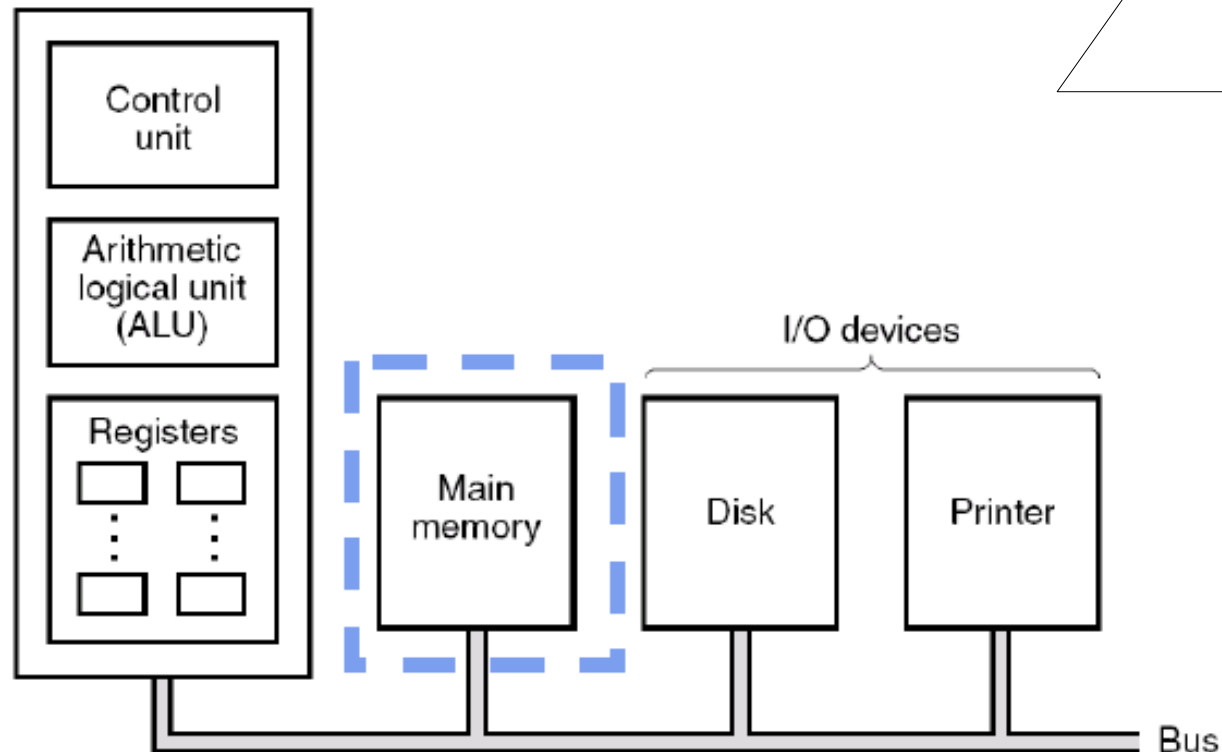 Control
unit
Arithmetic
logical unit
(ALU)
Registers
I/O devices
Main
memory
Disk
Printer
Bus